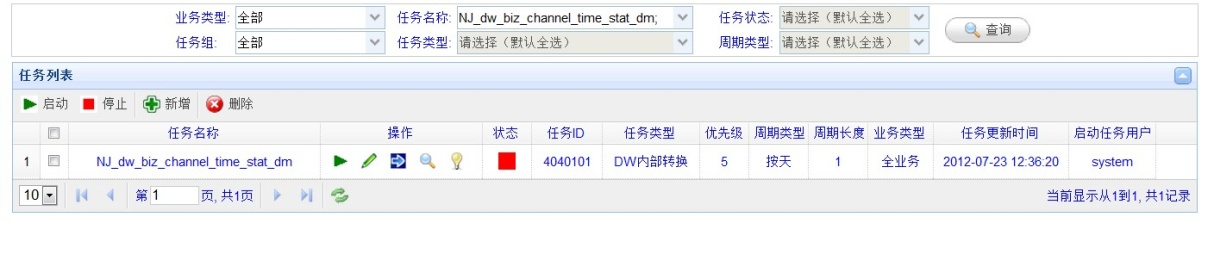 业务类型: 全部 任务名称: NJ_dw_biz_channel_time_stat_dm; 任务状态: 请选择（默认全选） 查询
任务组: 全部 任务类型: 请选择（默认全选） 周期类型: 请选择（默认全选）
任务列表
启动 停止 新增 删除
任务名称 操作 状态 任务ID 任务类型 优先级 周期类型 周期长度 业务类型 任务更新时间 启动任务用户
1 NJ_dw_biz_channel_time_stat_dm 4040101 DW内部转换 5 按天 1 全业务 2012-07-23 12:36:20 system
10 第 1 页, 共1页 当前显示从1到1, 共1记录